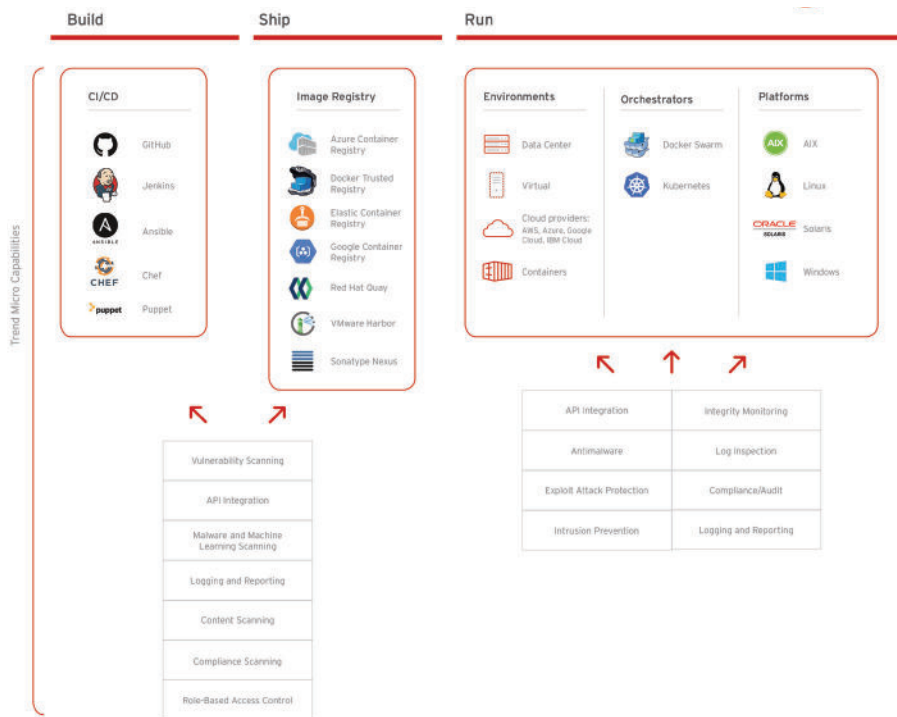 Build
Ship
Run
Trend Micro Capabilities
CI/CD
GitHub
Jenkins
ANSIBLE
Ansible
CHEF
Chef
puppet
Puppet
Image Registry
Azure Container
Registry
Docker Trusted
Registry
Elastic Container
Registry
Google Container
Registry
Red Hat Quay
VMware Harbor
Sonatype Nexus
Environments
Data Center
Virtual
Cloud providers:
AWS, Azure, Google
Cloud, IBM Cloud
Containers
Orchestrators
Docker Swarm
Kubernetes
Platforms
AIX
AIX
Linux
ORACLE
SOLARIS
Solaris
Windows
Vulnerability Scanning
API Integration
Malware and Machine
Learning Scanning
Logging and Reporting
Content Scanning
Compliance Scanning
Role-Based Access Control
API Integration
Integrity Monitoring
Antimalware
Log Inspection
Exploit Attack Protection
Compliance/Audit
Intrusion Prevention
Logging and Reporting